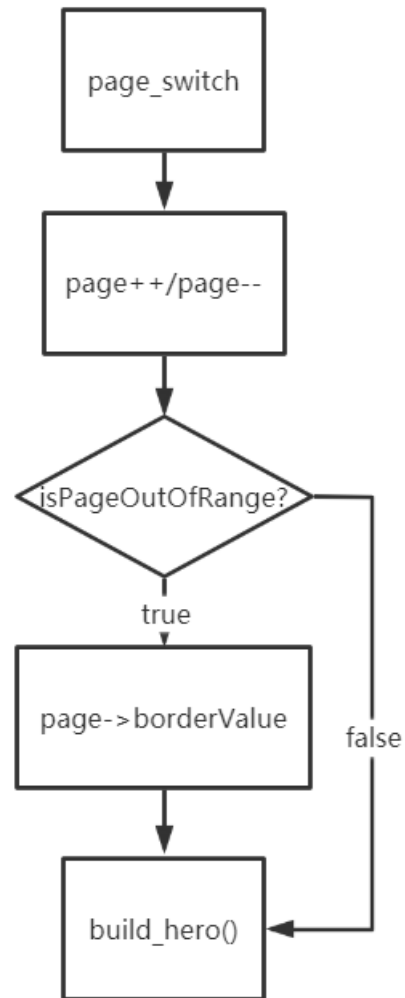 page_switch
page++/page--
isPageOutOfRange?
true
page->borderValue
false
build_hero()